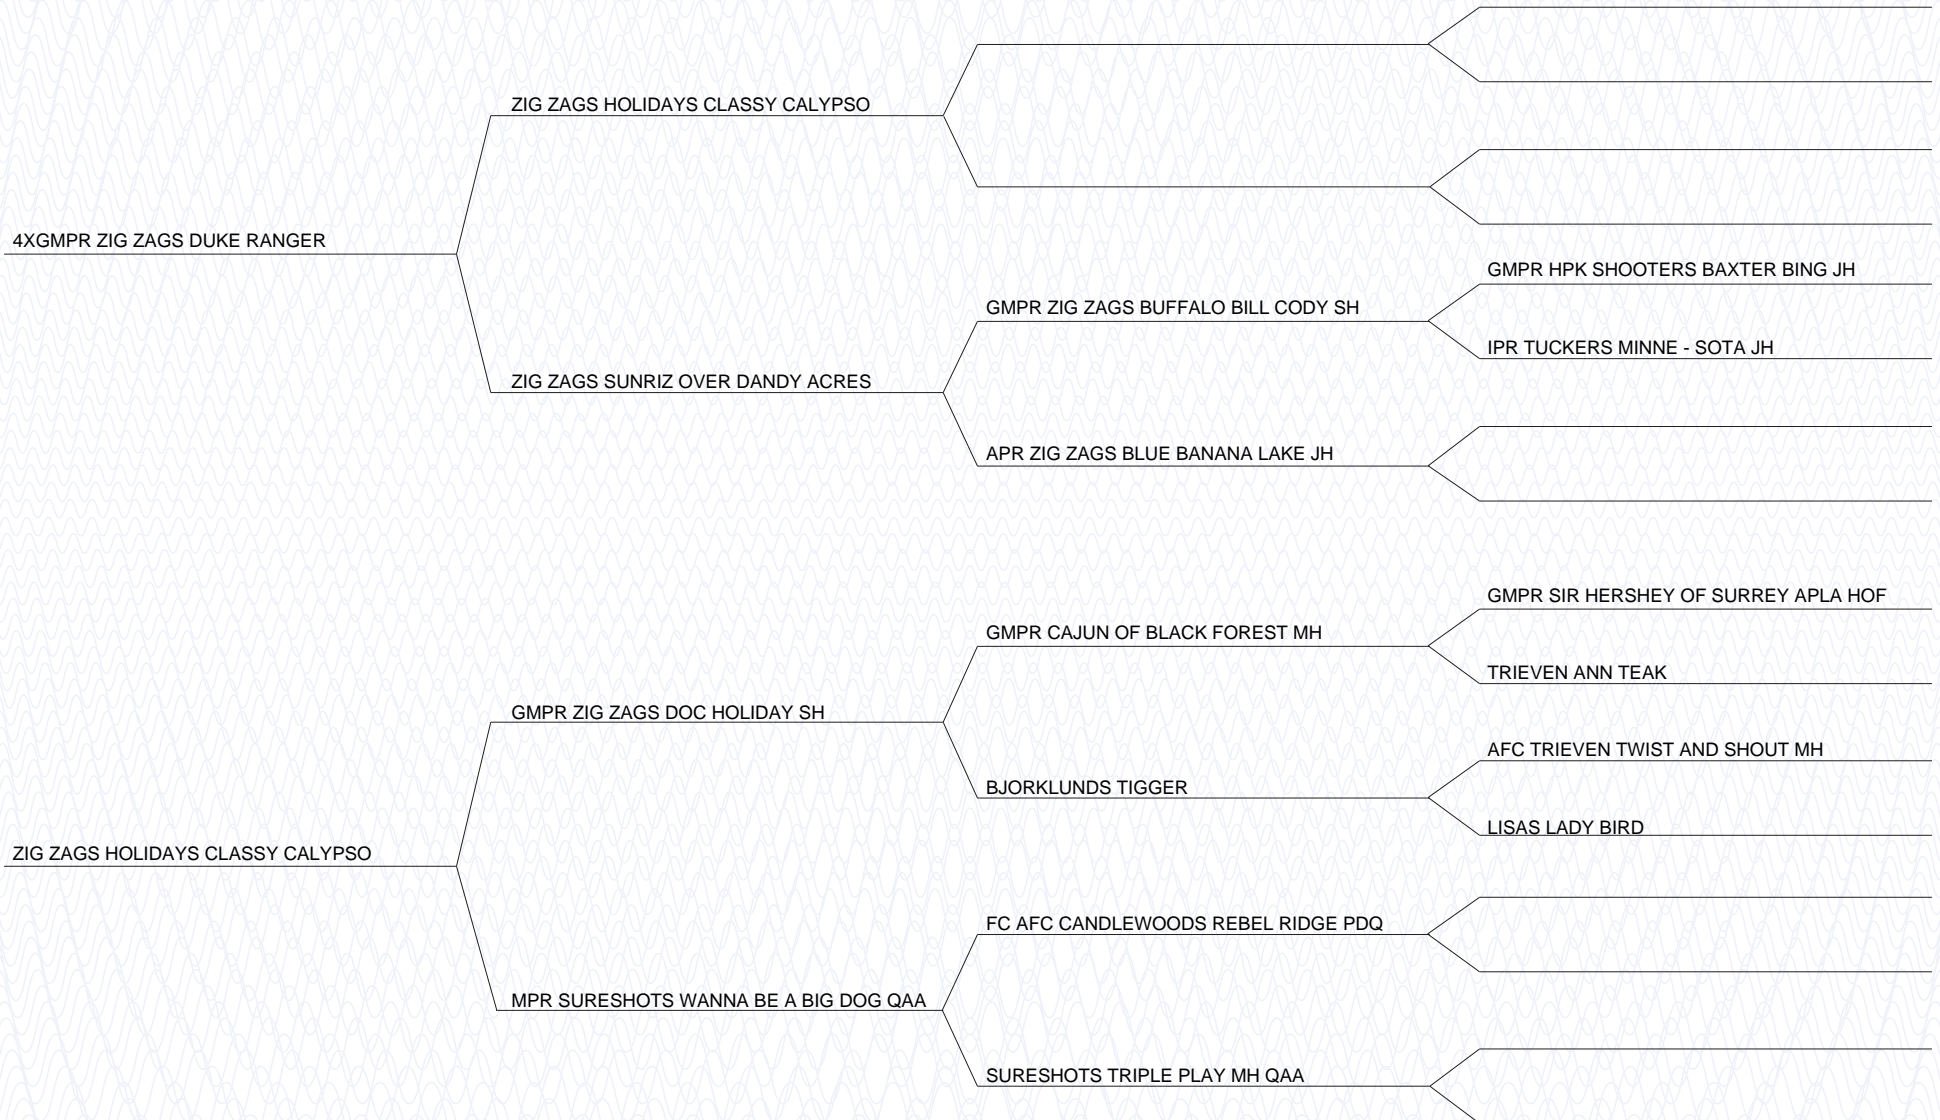 ZIG ZAGS HOLIDAYS CLASSY CALYPSO
4XGMPR ZIG ZAGS DUKE RANGER
GMPR HPK SHOOTERS BAXTER BING JH
GMPR ZIG ZAGS BUFFALO BILL CODY SH
IPR TUCKERS MINNE - SOTA JH
ZIG ZAGS SUNRIZ OVER DANDY ACRES
APR ZIG ZAGS BLUE BANANA LAKE JH
GMPR SIR HERSHEY OF SURREY APLA HOF
GMPR CAJUN OF BLACK FOREST MH
TRIEVEN ANN TEAK
GMPR ZIG ZAGS DOC HOLIDAY SH
AFC TRIEVEN TWIST AND SHOUT MH
BJORKLUNDS TIGGER
LISAS LADY BIRD
ZIG ZAGS HOLIDAYS CLASSY CALYPSO
FC AFC CANDLEWOODS REBEL RIDGE PDQ
MPR SURESHOTS WANNA BE A BIG DOG QAA
SURESHOTS TRIPLE PLAY MH QAA